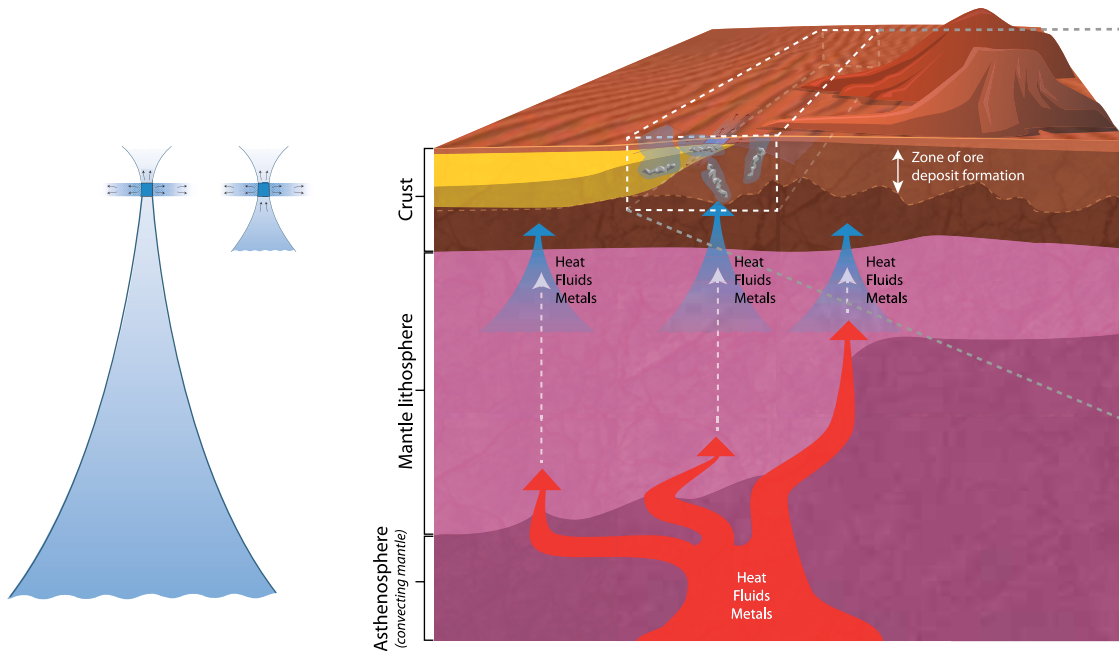 Crust
Mantle lithosphere
Asthenosphere
(convecting mantle)
Zone of ore
deposit formation
Heat
Fluids
Metals
Heat
Fluids
Metals
Heat
Fluids
Metals
Heat
Fluids
Metals